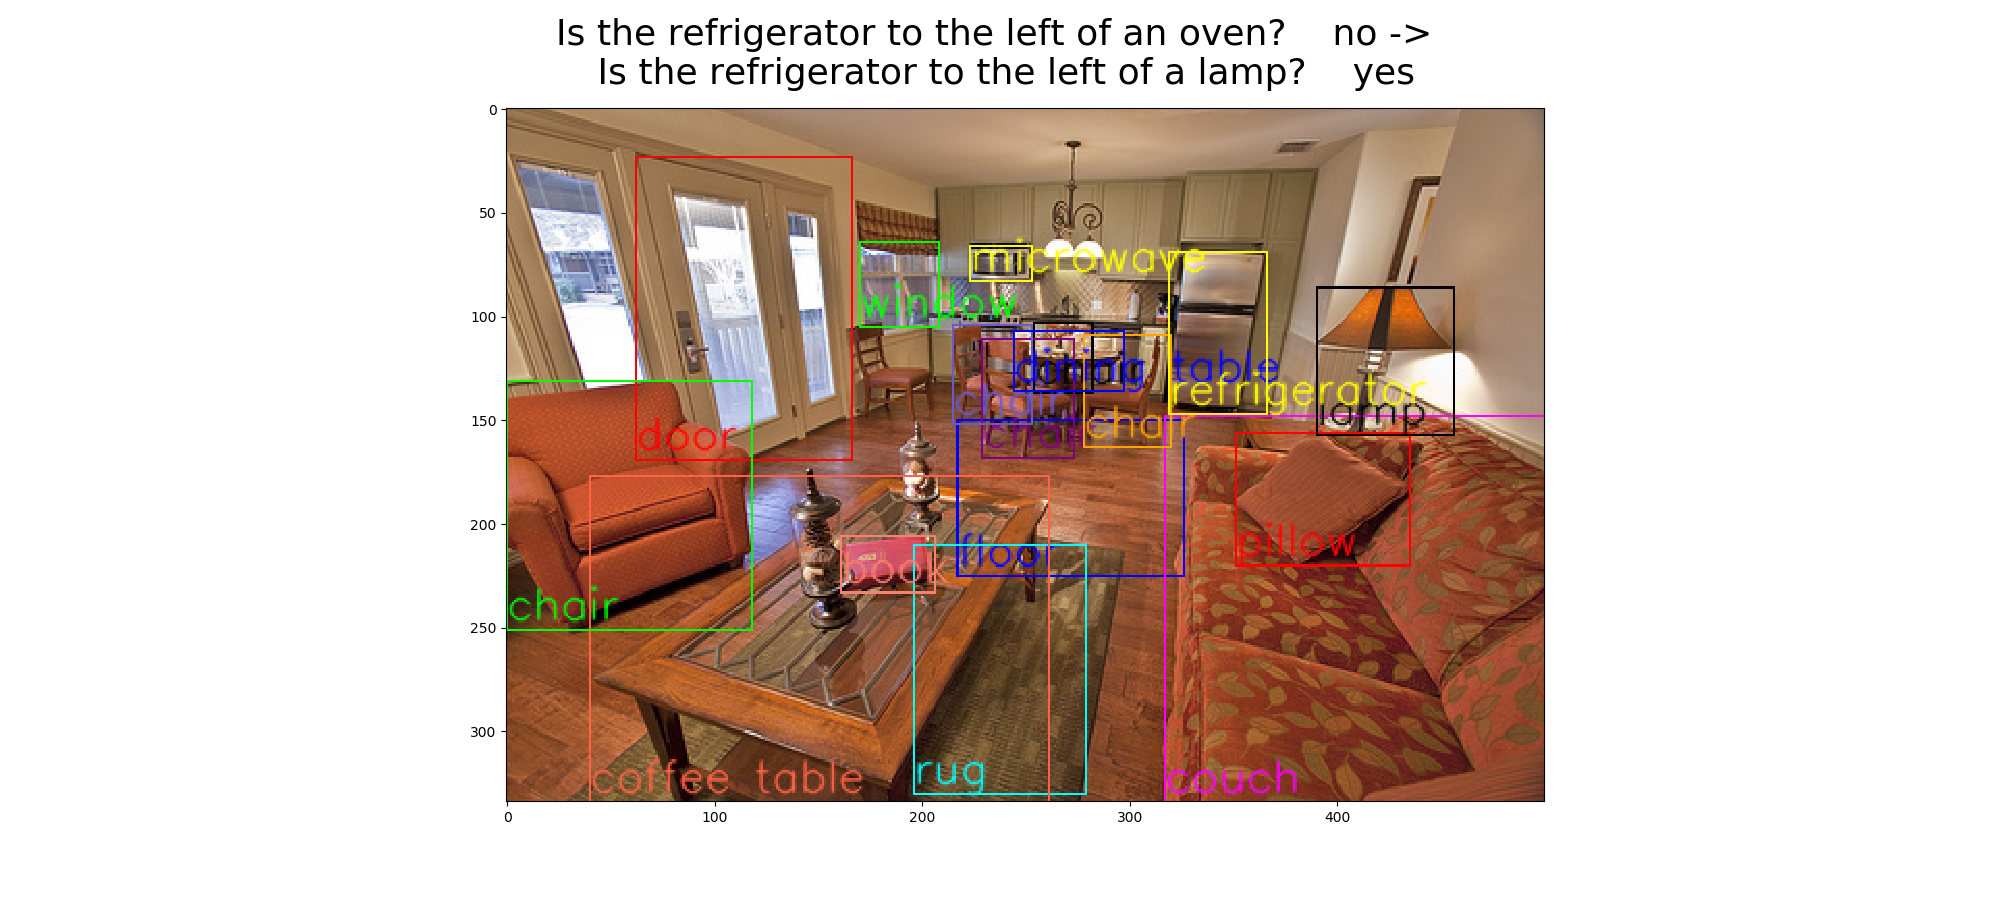 Is the refrigerator to the left of an oven? no ->
Is the refrigerator to the left of a lamp? yes
0
50
microwave
window
100
dining table
refrigerator
chair
lamp
chair
150
door
chair
pillow
200
floor
book
chair
250
300
coffee table
rug
couch
0
100
200
300
400